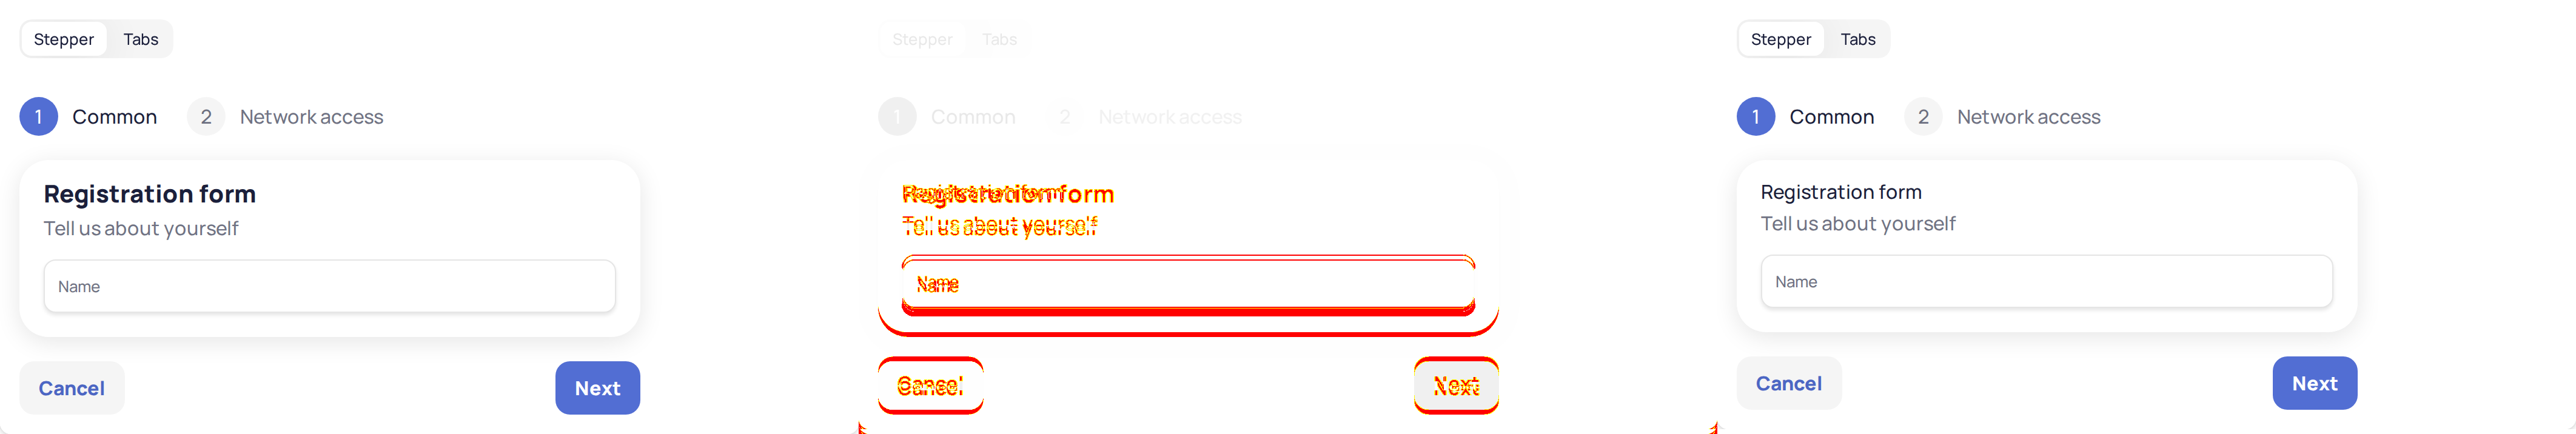 Stepper Tabs
1 Common 2 Network access
Registration form
Tell us about yourself
Name
Cancel Next
Stepper Tabs
1 Common 2 Network access
Registration form
Tell us about yourself
Name
Cancel Next
Stepper Tabs
1 Common 2 Network access
Registration form
Tell us about yourself
Name
Cancel Next